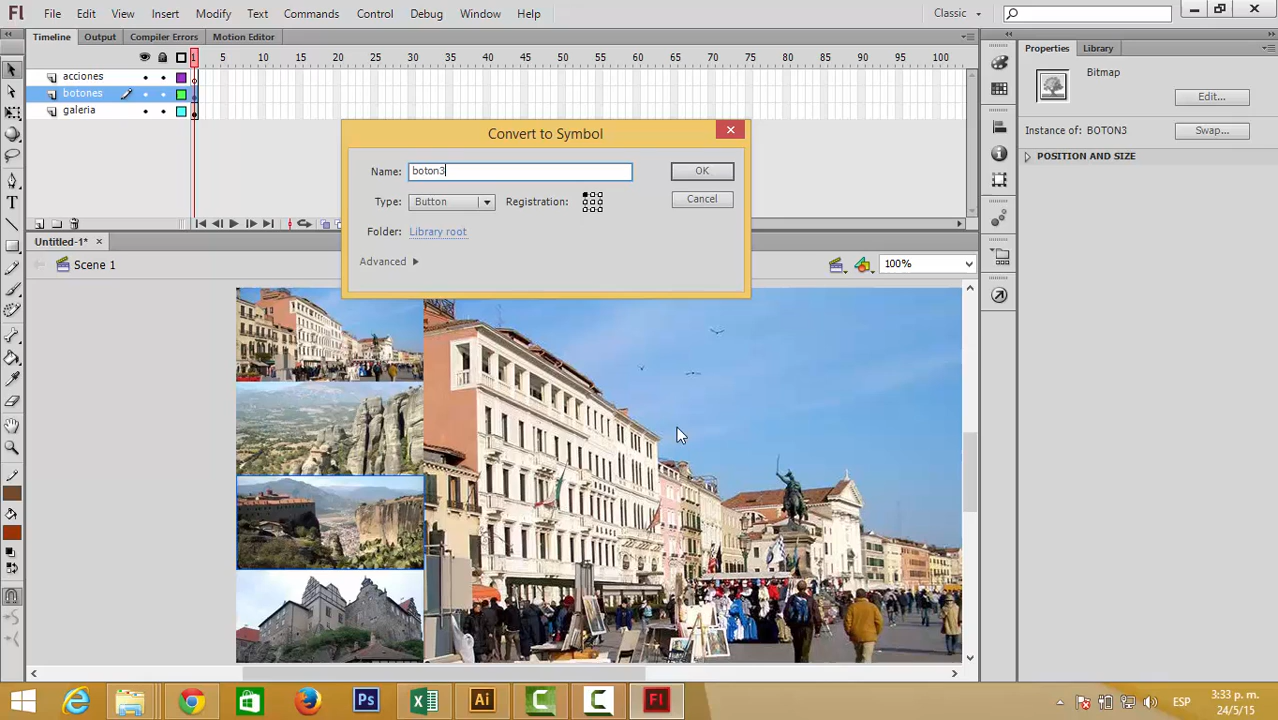 Fl File Edit View Insert Modify Text Commands Control Debug Window Help Classic
Timeline Output Compiler Errors Motion Editor
1 5 10 15 20 25 30 35 40 45 50 55 60 65 70 75 80 85 90 95 100
acciones
botones
galeria
Convert to Symbol
Name: boton3 OK
Type: Button Registration: Cancel
Folder: Library root
Advanced
Properties Library
Bitmap
Edit...
Instance of: BOTON3 Swap...
POSITION AND SIZE
Untitled-1*
Scene 1 100%
Ps Ai Fl
ESP
3:33 p. m.
24/5/15